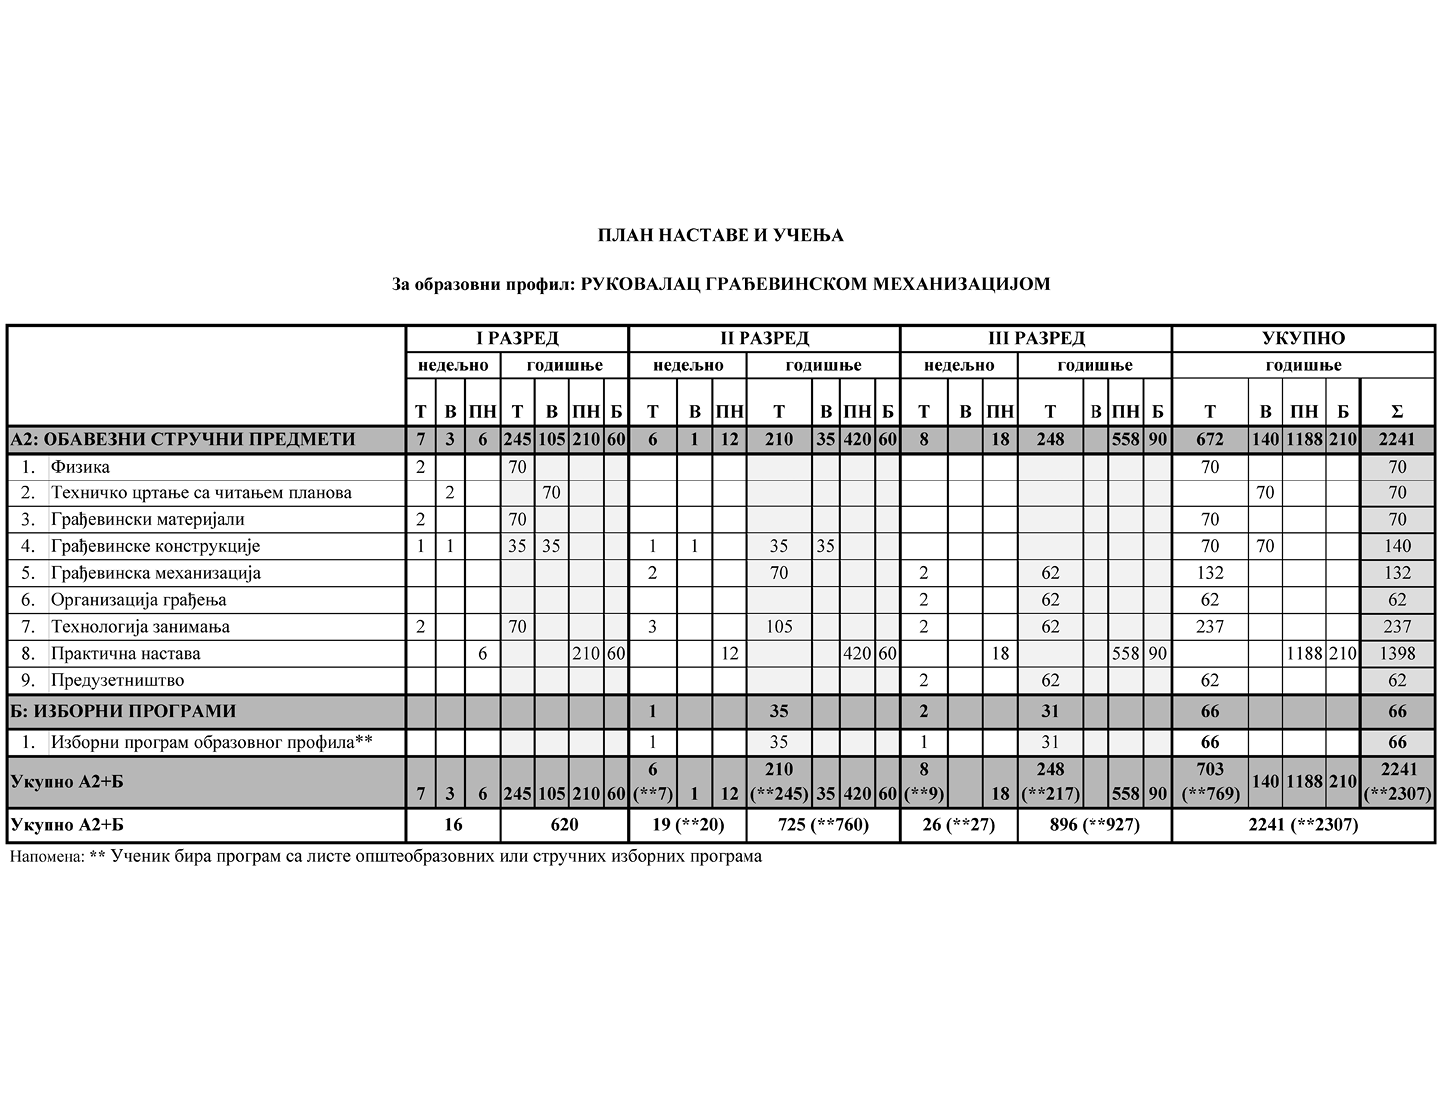 ПЛАН НАСТАВЕ И УЧЕЊА
За образовни профил: РУКОВАЛАЦ ГРАЂЕВИНСКОМ МЕХАНИЗАЦИЈОМ
I РАЗРЕД II РАЗРЕД III РАЗРЕД УКУПНО
недељно годишње недељно годишње недељно годишње годишње
Т В ПН Т В ПН Б Т В ПН Т В ПН Б Т В ПН Т В ПН Б Т В ПН Б Σ
А2: ОБАВЕЗНИ СТРУЧНИ ПРЕДМЕТИ 7 3 6 245 105 210 60 6 1 12 210 35 420 60 8 18 248 558 90 672 140 1188 210 2241
1. Физика 2 70 70 70
2. Техничко цртање са читањем планова 2 70 70 70
3. Грађевински материјали 2 70 70 70
4. Грађевинске конструкције 1 1 35 35 1 1 35 35 70 70 140
5. Грађевинска механизација 2 70 2 62 132 132
6. Организација грађења 2 62 62 62
7. Технологија занимања 2 70 3 105 2 62 237 237
8. Практична настава 6 210 60 12 420 60 18 558 90 1188 210 1398
9. Предузетништво 2 62 62 62
Б: ИЗБОРНИ ПРОГРАМИ 1 35 2 31 66 66
1. Изборни програм образовног профила** 1 35 1 31 66 66
Укупно А2+Б 7 3 6 245 105 210 60 6 (**7) 1 12 210 (**245) 35 420 60 8 (**9) 18 248 (**217) 558 90 703 (**769) 140 1188 210 2241 (**2307)
Укупно А2+Б 16 620 19 (**20) 725 (**760) 26 (**27) 896 (**927) 2241 (**2307)
Напомена: ** Ученик бира програм са листе општеобразовних или стручних изборних програма